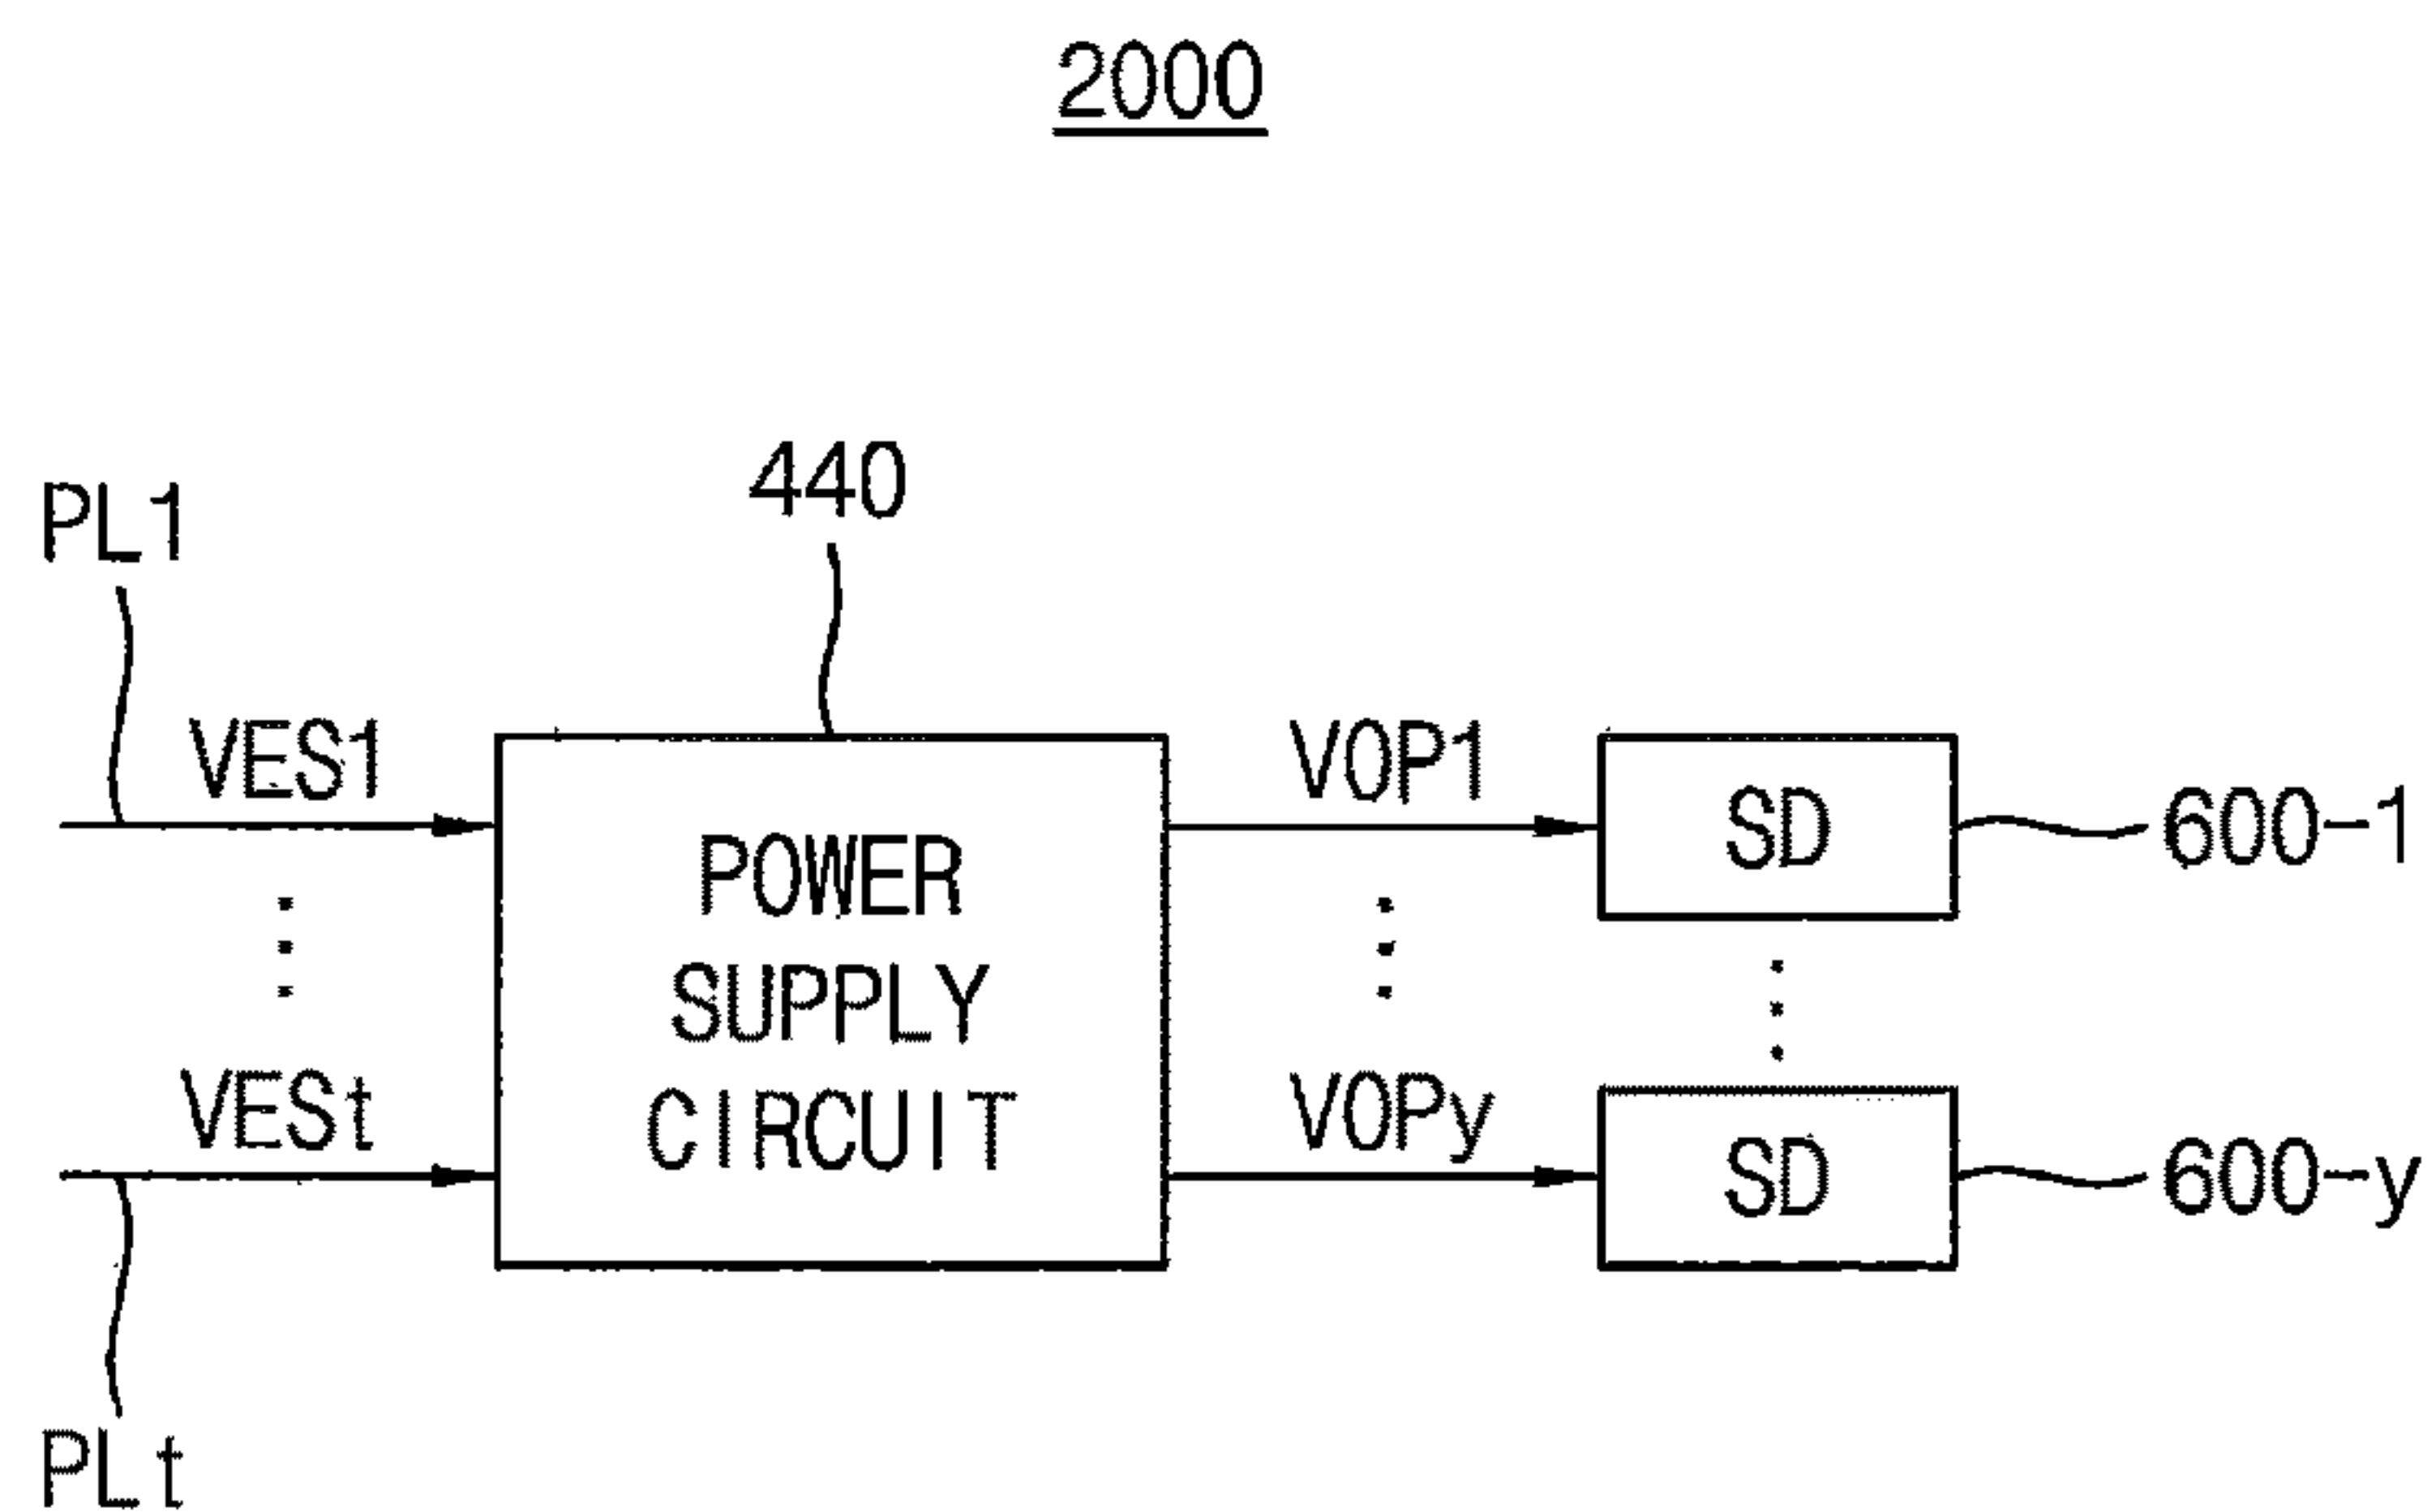 2000
440
PL1
VES1
VOP1
SD
600-1
POWER
SUPPLY
CIRCUIT
VESt
VOPy
SD
600-y
PLt